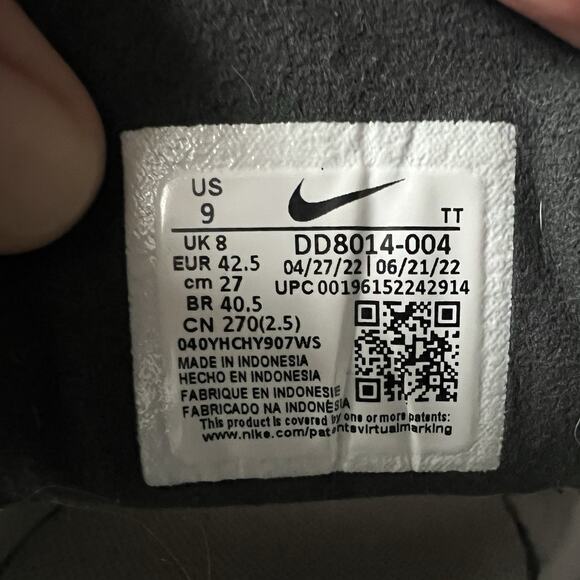 US
9
TT
UK 8
EUR 42.5
cm 27
BR 40.5
CN 270(2.5)
DD8014-004
04/27/22 | 06/21/22
UPC 00196152242914
040YHCHY907WS
MADE IN INDONESIA
HECHO EN INDONESIA
FABRIQUE EN INDONESIE
FABRICADO NA INDONÉSIA
This product is covered by one or more patents:
www.nike.com/patentsvirtualmarking